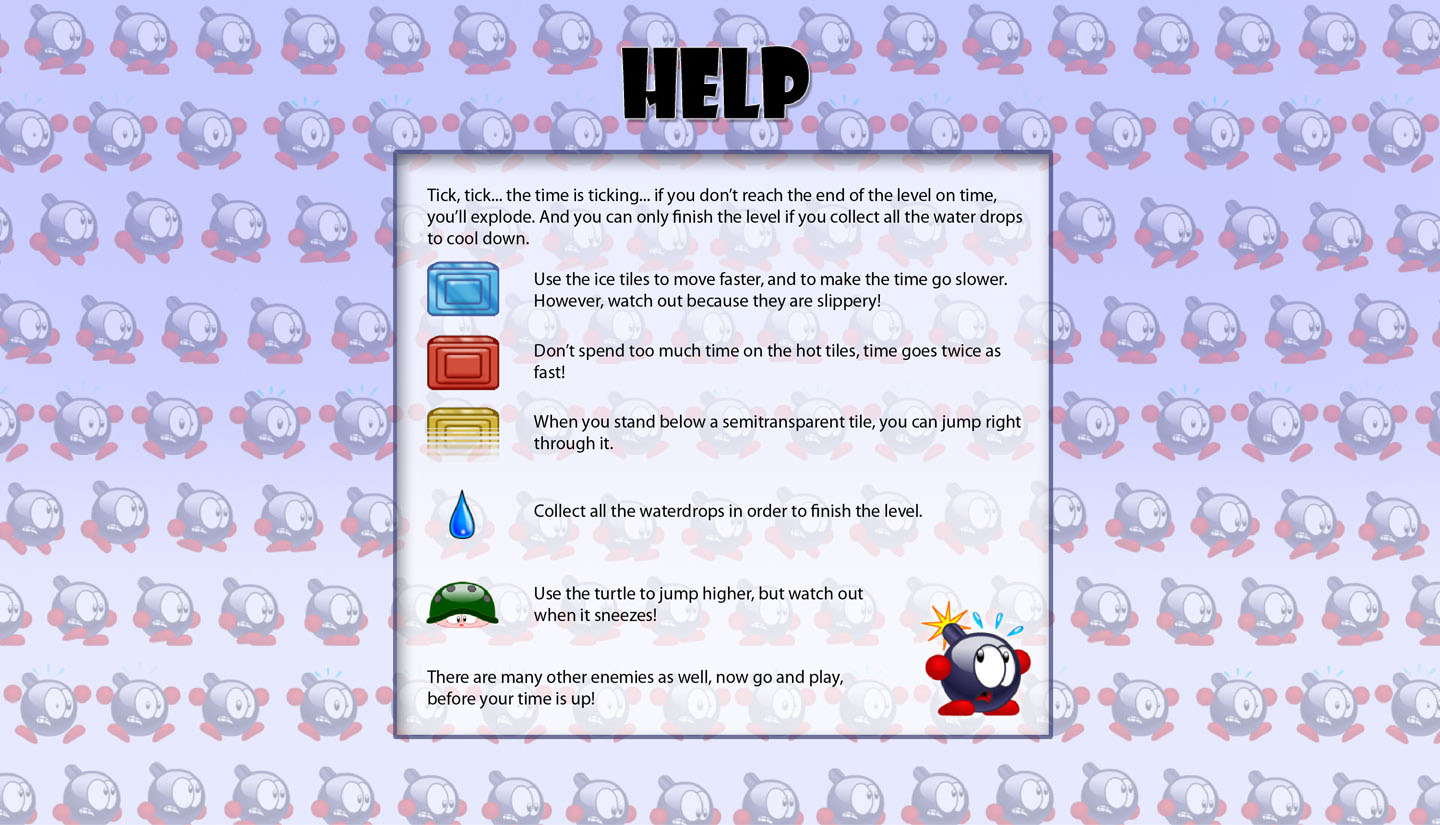 HELP
Tick, tick... the time is ticking... if you don’t reach the end of the level on time,
you’ll explode. And you can only finish the level if you collect all the water drops
to cool down.
Use the ice tiles to move faster, and to make the time go slower.
However, watch out because they are slippery!
Don’t spend too much time on the hot tiles, time goes twice as
fast!
When you stand below a semitransparent tile, you can jump right
through it.
Collect all the waterdrops in order to finish the level.
Use the turtle to jump higher, but watch out
when it sneezes!
There are many other enemies as well, now go and play,
before your time is up!